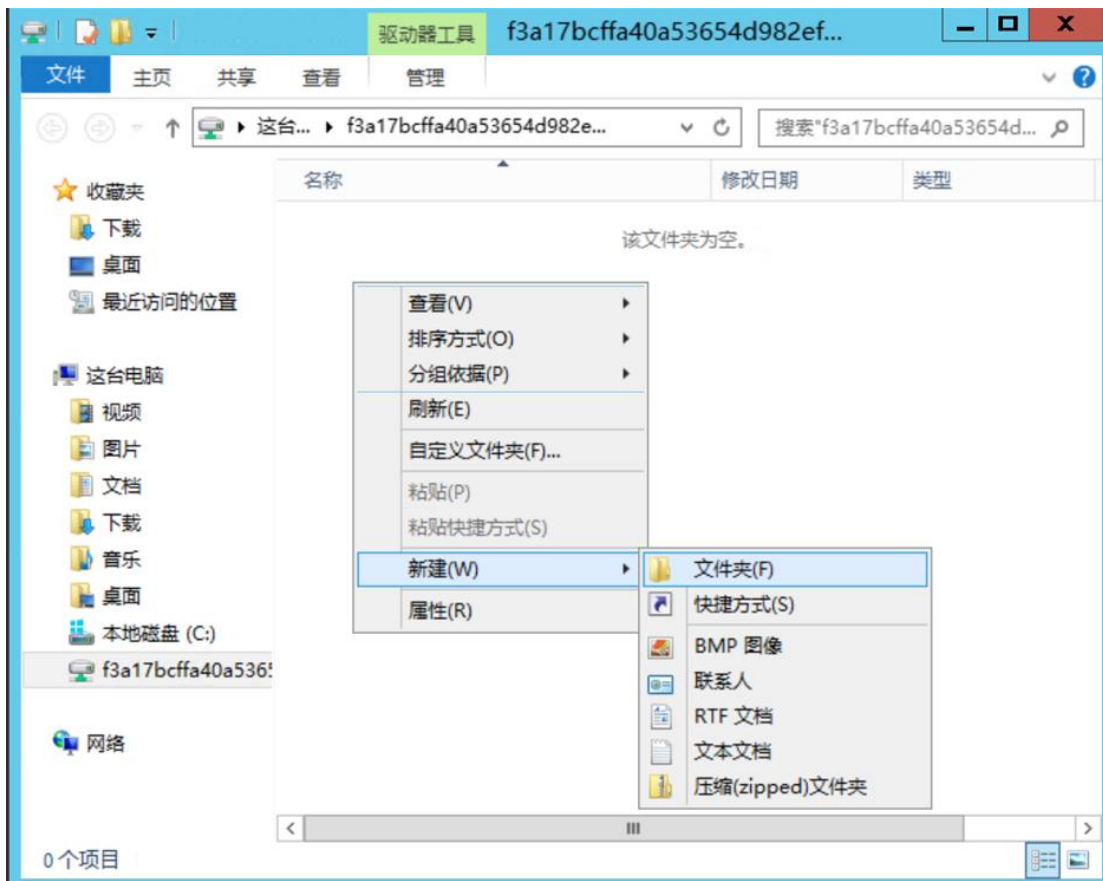 驱动器工具 f3a17bcffa40a53654d982ef...
文件 主页 共享 查看 管理
这台... f3a17bcffa40a53654d982e... 搜索"f3a17bcffa40a53654d...
名称 修改日期 类型
该文件夹为空。
收藏夹
下载
桌面
最近访问的位置
这台电脑
视频
图片
文档
下载
音乐
桌面
本地磁盘 (C:)
f3a17bcffa40a536
网络
查看(V)
排序方式(O)
分组依据(P)
刷新(E)
自定义文件夹(F)...
粘贴(P)
粘贴快捷方式(S)
新建(W)
属性(R)
文件夹(F)
快捷方式(S)
BMP 图像
联系人
RTF 文档
文本文档
压缩(zipped)文件夹
0 个项目